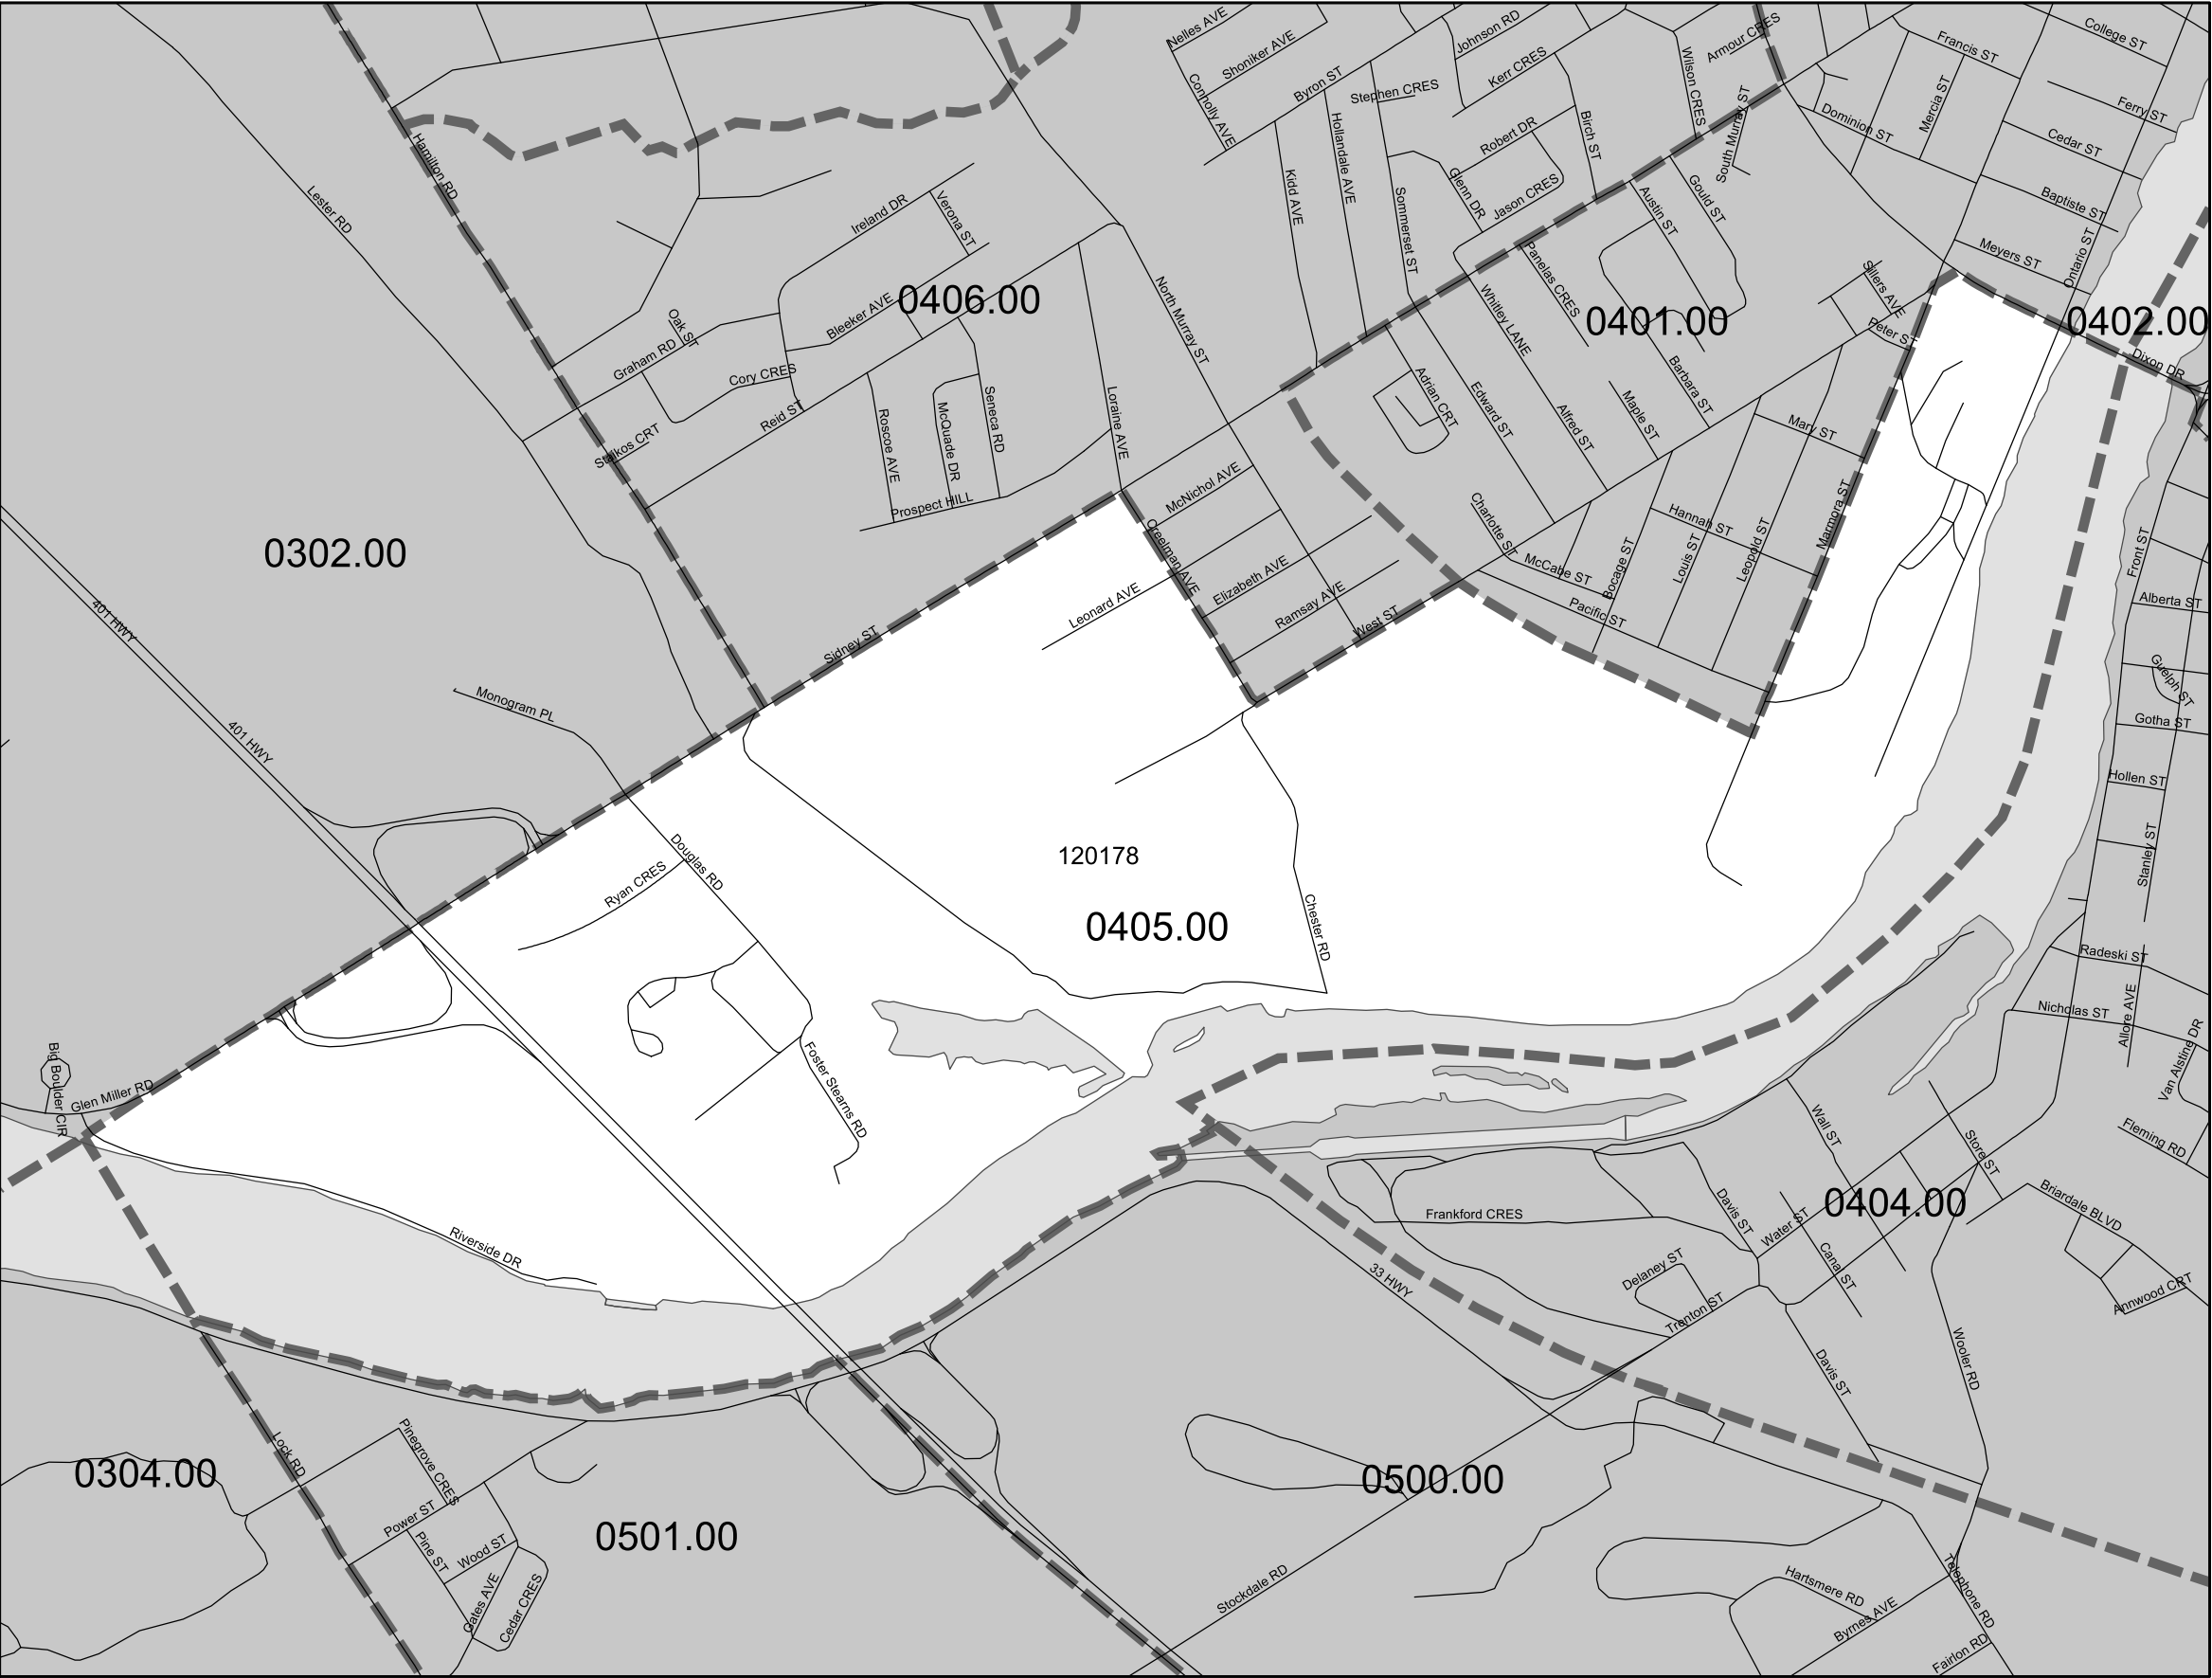 Nelles AVE
Shoniker AVE
Connolly AVE
Byron ST
Johnson RD
Kerr CRES
Stephen CRES
Wilson CRES
Armour CRES
South Murray ST
Francis ST
College ST
Mercia ST
Dominion ST
Ferry ST
Cedar ST
Baptiste ST
Meyers ST
Ontario ST
Hamilton RD
Lester RD
Ireland DR
Verona ST
Bleeker AVE
0406.00
Oak ST
Graham RD
Cory CRES
Reid ST
Roscoe AVE
McQuade DR
Seneca RD
Loraine AVE
North Murray ST
Prospect HILL
Kidd AVE
Hollandale AVE
Sommerset ST
Robert DR
Birch ST
Glenn DR
Jason CRES
Austin ST
Gould ST
Panelas CRES
0401.00
Whitley LANE
Sillers AVE
Peter ST
0402.00
Dixon DR
Adrian CRT
Edward ST
Alfred ST
Maple ST
Barbara ST
Mary ST
Marmora ST
McNichol AVE
Creelman AVE
Elizabeth AVE
Ramsay AVE
Leonard AVE
West ST
Charlotte ST
McCabe ST
Bocage ST
Hannah ST
Louis ST
Leopold ST
Pacific ST
Sidney ST
0302.00
401 HWY
401 HWY
Monogram PL
Front ST
Alberta ST
Guelph ST
Gotha ST
Hollen ST
Stanley ST
Douglas RD
Ryan CRES
120178
0405.00
Chester RD
Radeski ST
Nicholas ST
Allore AVE
Van Alstine DR
Fleming RD
Big Boulder CIR
Glen Miller RD
Foster Stearns RD
Riverside DR
Wall ST
Store ST
0404.00
Briardale BLVD
Annwood CRT
Frankford CRES
Davis ST
Water ST
Canal ST
Delaney ST
33 HWY
Trenton ST
Davis ST
Wooler RD
0304.00
Lock RD
Pinegrove CRES
Power ST
Pine ST
Wood ST
Gates AVE
Cedar CRES
0501.00
0500.00
Stockdale RD
Hartsmere RD
Byrnes AVE
Telephone RD
Fairlon RD